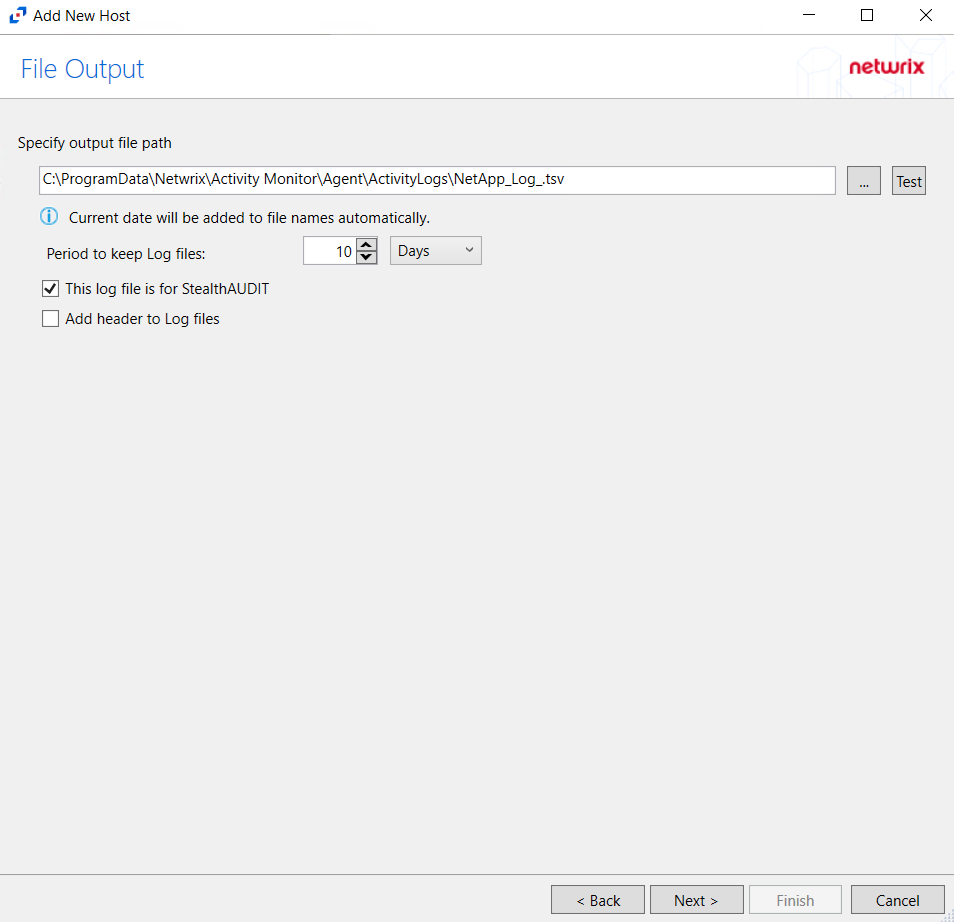 Add New Host
File Output
netwrix
Specify output file path
C:\ProgramData\Netwrix\Activity Monitor\Agent\ActivityLogs\NetApp_Log_.tsv
...
Test
Current date will be added to file names automatically.
Period to keep Log files:
10
Days
This log file is for StealthAUDIT
Add header to Log files
< Back
Next >
Finish
Cancel